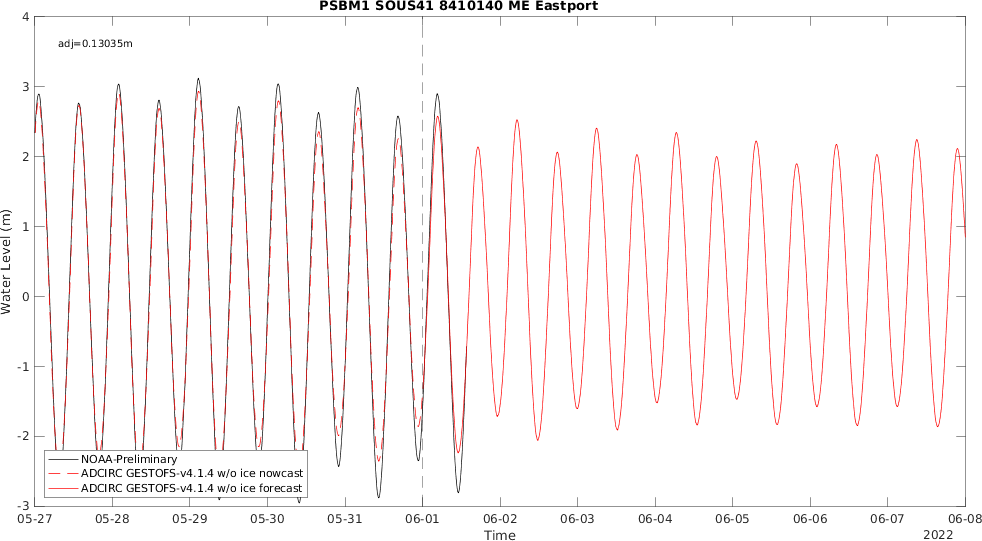 PSBM1 SOUS41 8410140 ME Eastport
4
adj=0.13035m
3
2
1
0
-1
-2
-3
Water Level (m)
NOAA-Preliminary
ADCIRC GESTOFS-v4.1.4 w/o ice nowcast
ADCIRC GESTOFS-v4.1.4 w/o ice forecast
05-27 05-28 05-29 05-30 05-31 06-01 06-02 06-03 06-04 06-05 06-06 06-07 06-08
Time
2022